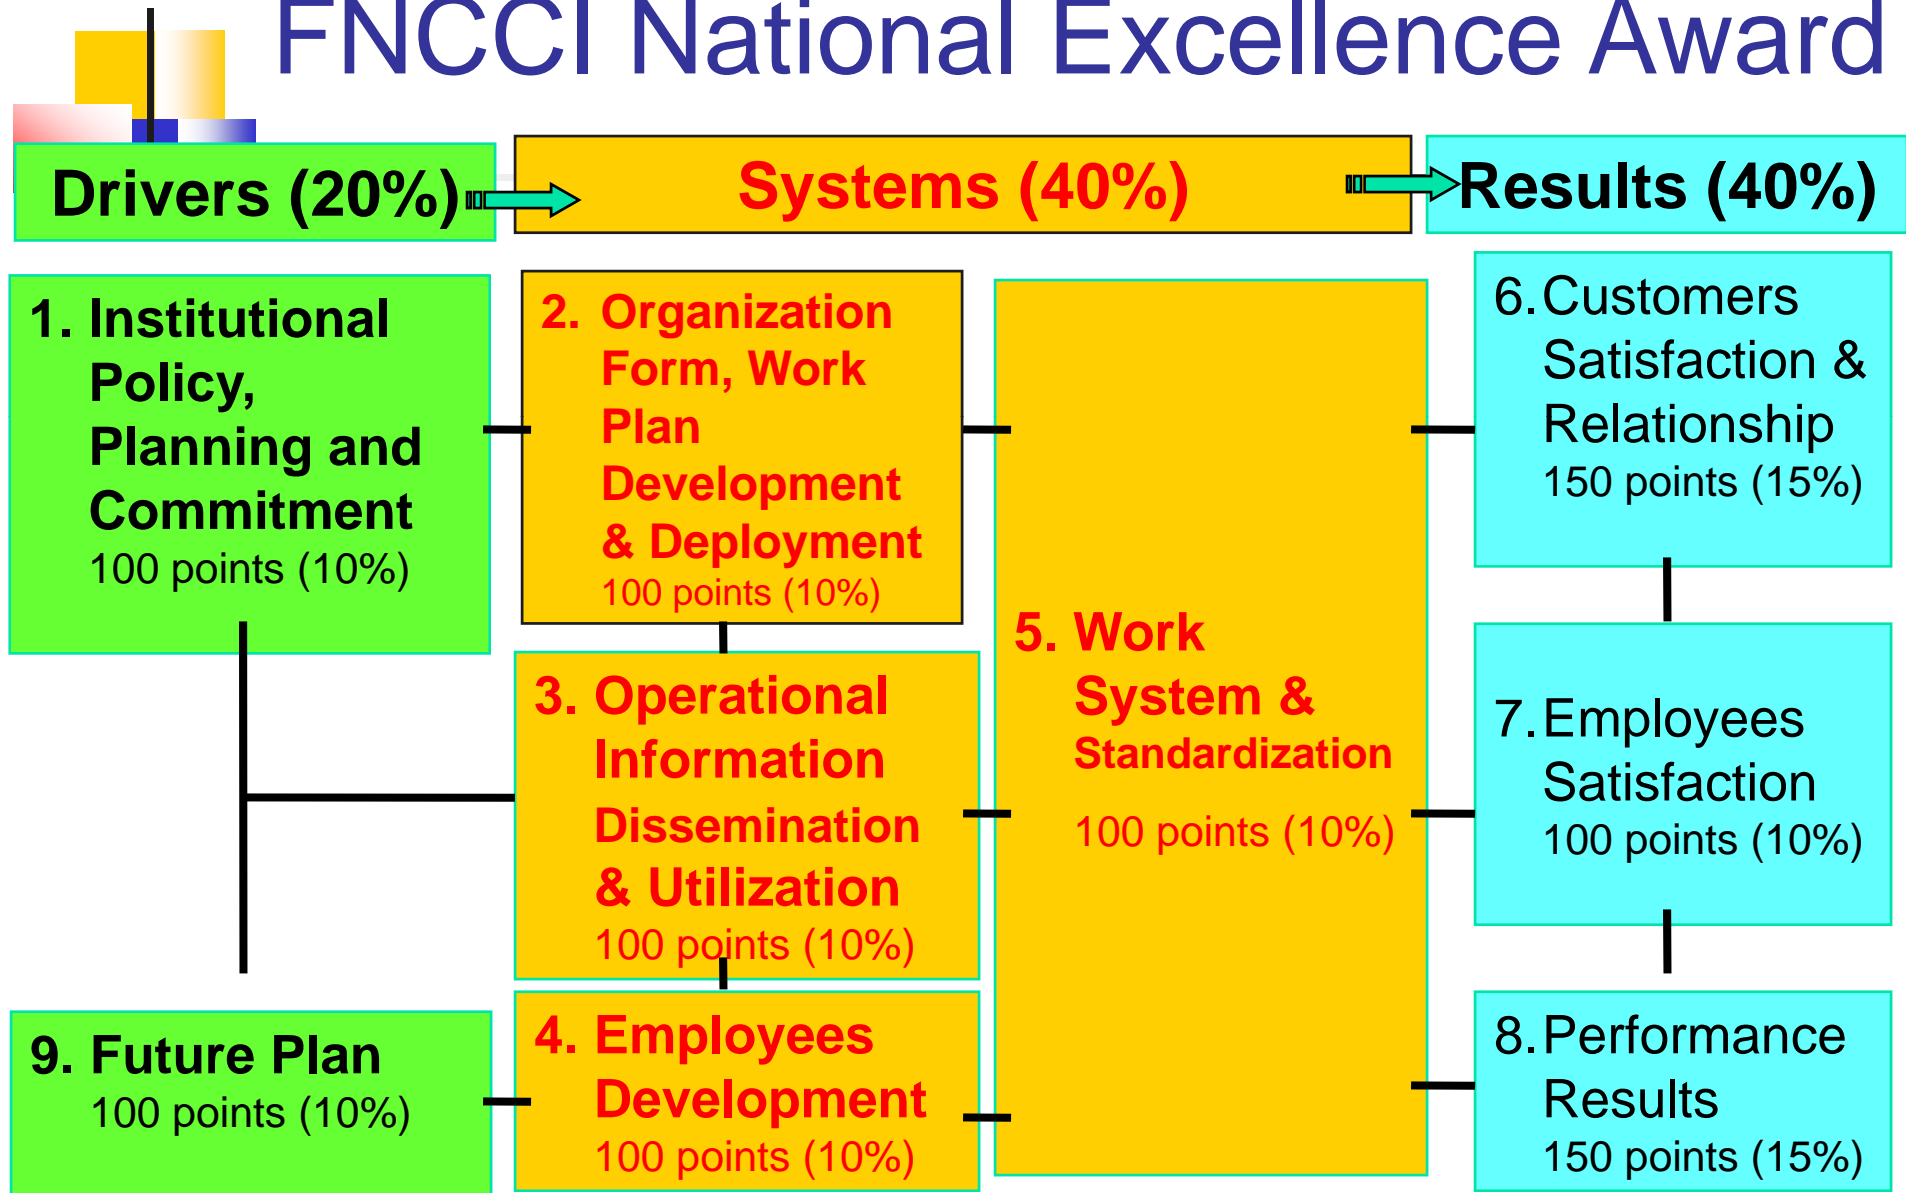 FNCCI National Excellence Award
Drivers (20%)
Systems (40%)
Results (40%)
1. Institutional
Policy,
Planning and
Commitment
100 points (10%)
2. Organization
Form, Work
Plan
Development
& Deployment
100 points (10%)
3. Operational
Information
Dissemination
& Utilization
100 points (10%)
4. Employees
Development
100 points (10%)
5. Work
System &
Standardization
100 points (10%)
6. Customers
Satisfaction &
Relationship
150 points (15%)
7. Employees
Satisfaction
100 points (10%)
8. Performance
Results
150 points (15%)
9. Future Plan
100 points (10%)